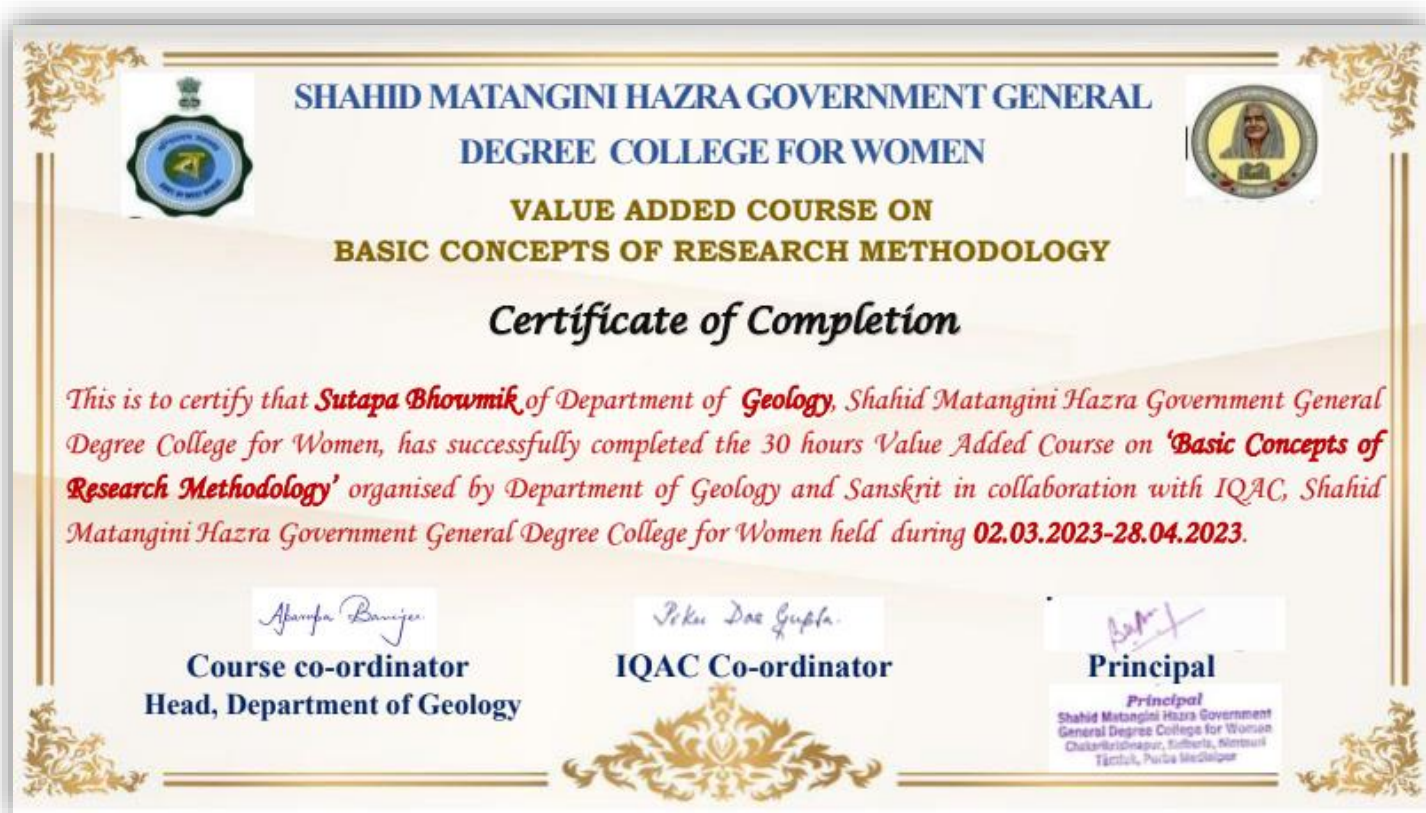 SHAHID MATANGINI HAZRA GOVERNMENT GENERAL
DEGREE COLLEGE FOR WOMEN
VALUE ADDED COURSE ON
BASIC CONCEPTS OF RESEARCH METHODOLOGY
Certificate of Completion
This is to certify that Sutapa Bhowmik of Department of Geology, Shahid Matangini Hazra Government General
Degree College for Women, has successfully completed the 30 hours Value Added Course on ‘Basic Concepts of
Research Methodology’ organised by Department of Geology and Sanskrit in collaboration with IQAC, Shahid
Matangini Hazra Government General Degree College for Women held during 02.03.2023-28.04.2023.
Banerjee
Piku Das Gupta.
Course co-ordinator
IQAC Co-ordinator
Principal
Head, Department of Geology
Principal
Shahid Matangini Hazra Government
General Degree College for Women
Tamluk, Purba Medinipur